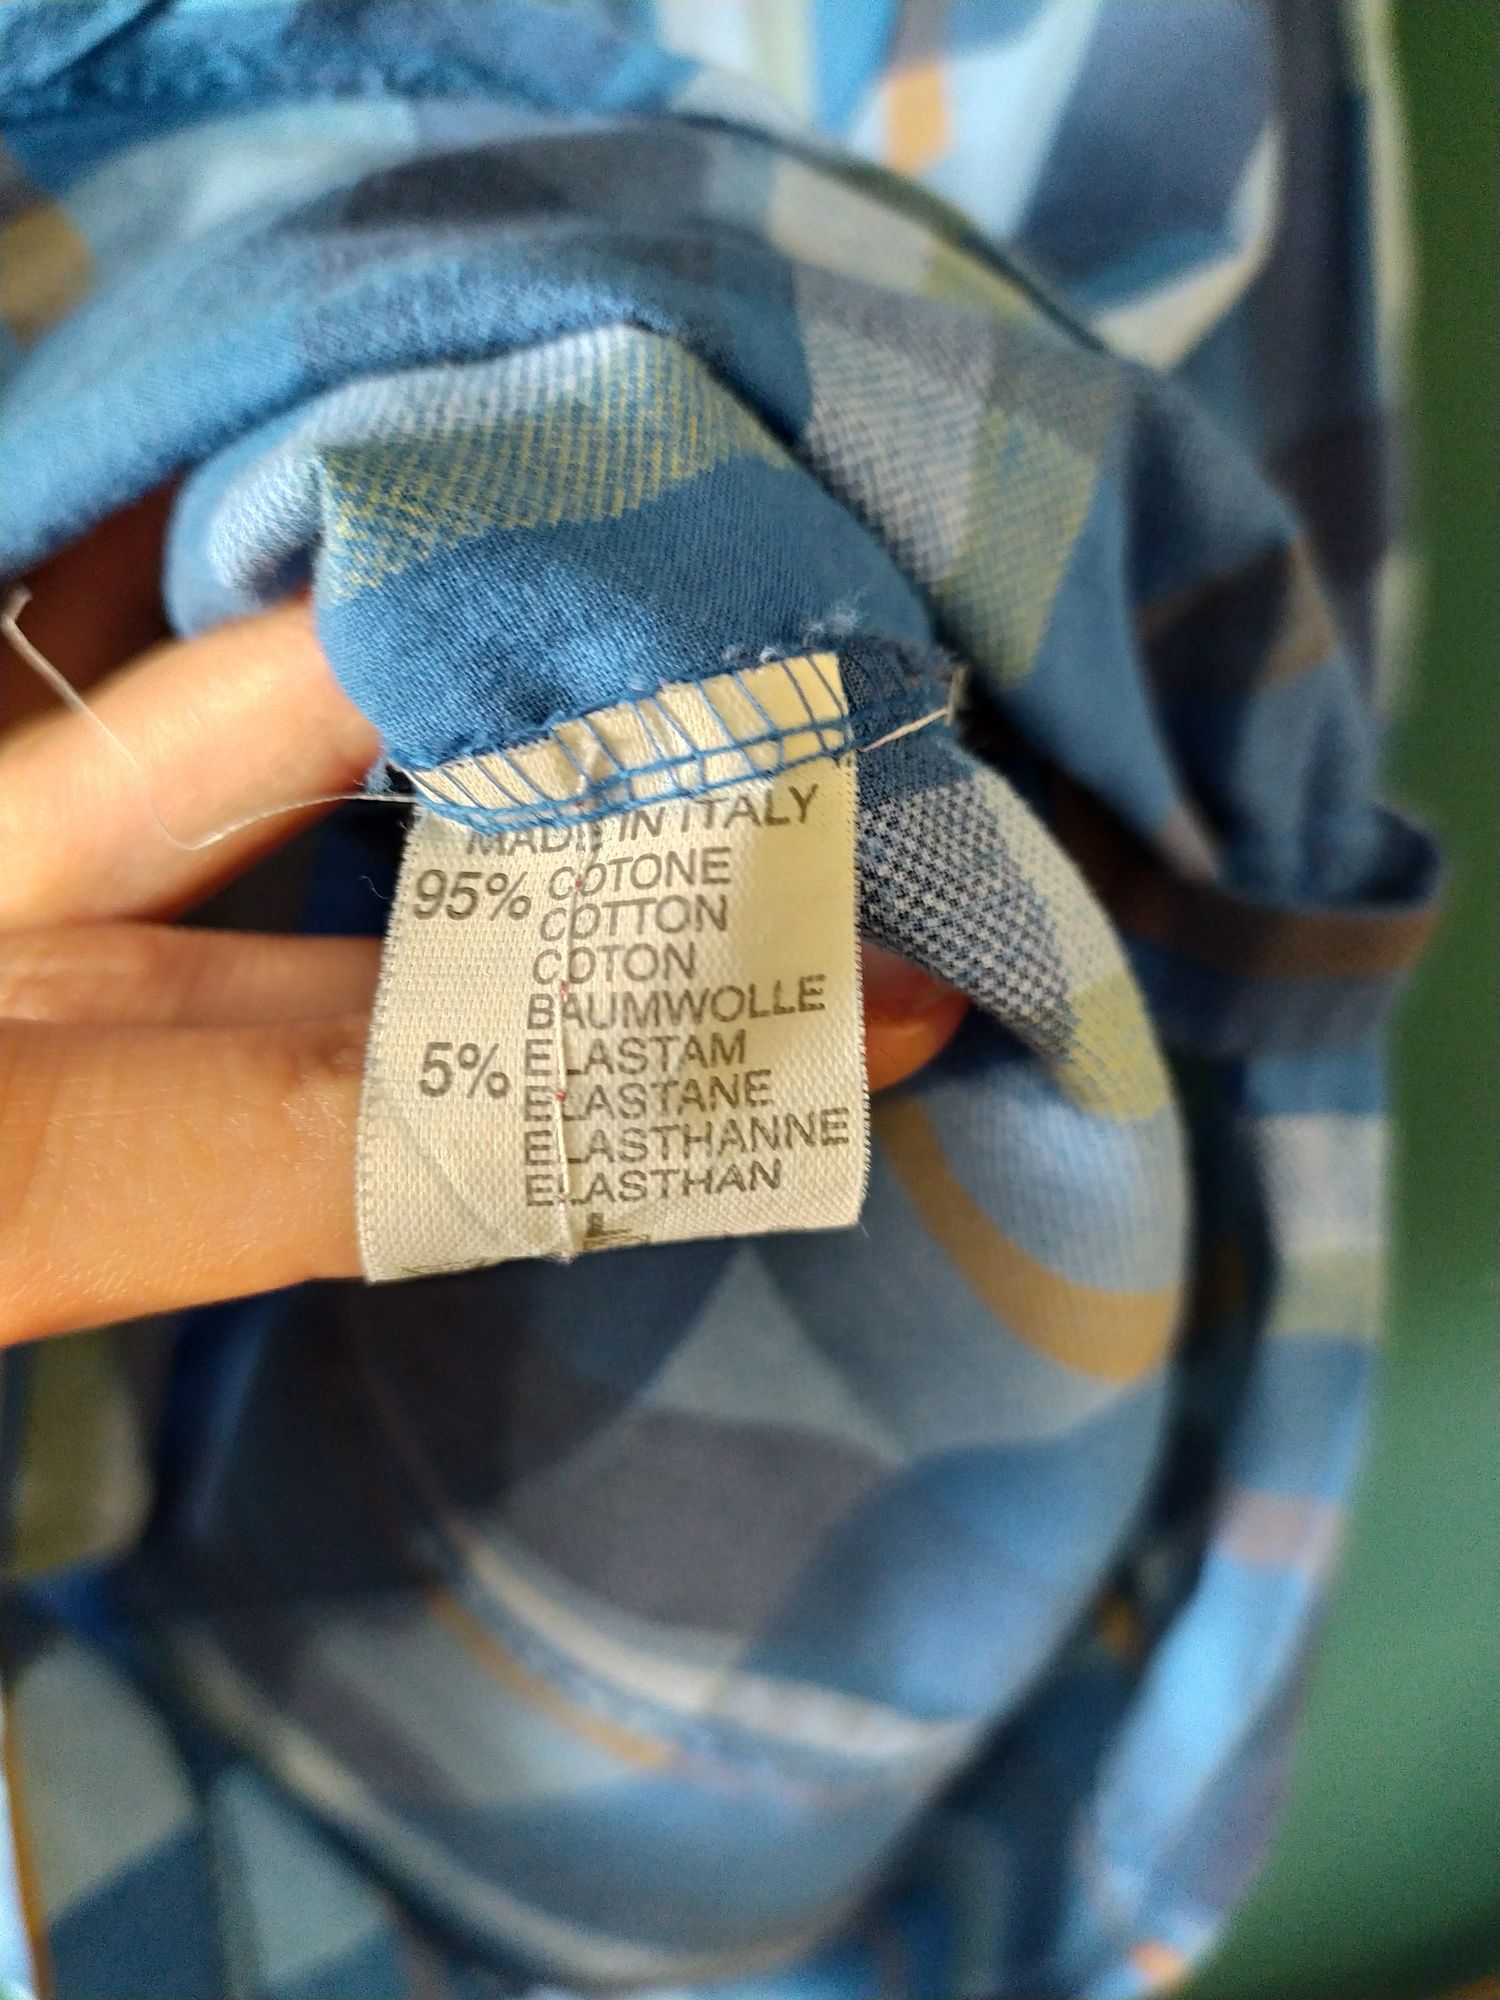 MADE IN ITALY
95% COTONE
COTTON
COTON
BAUMWOLLE
5% ELASTAM
ELASTANE
ELASTHANNE
ELASTHAN